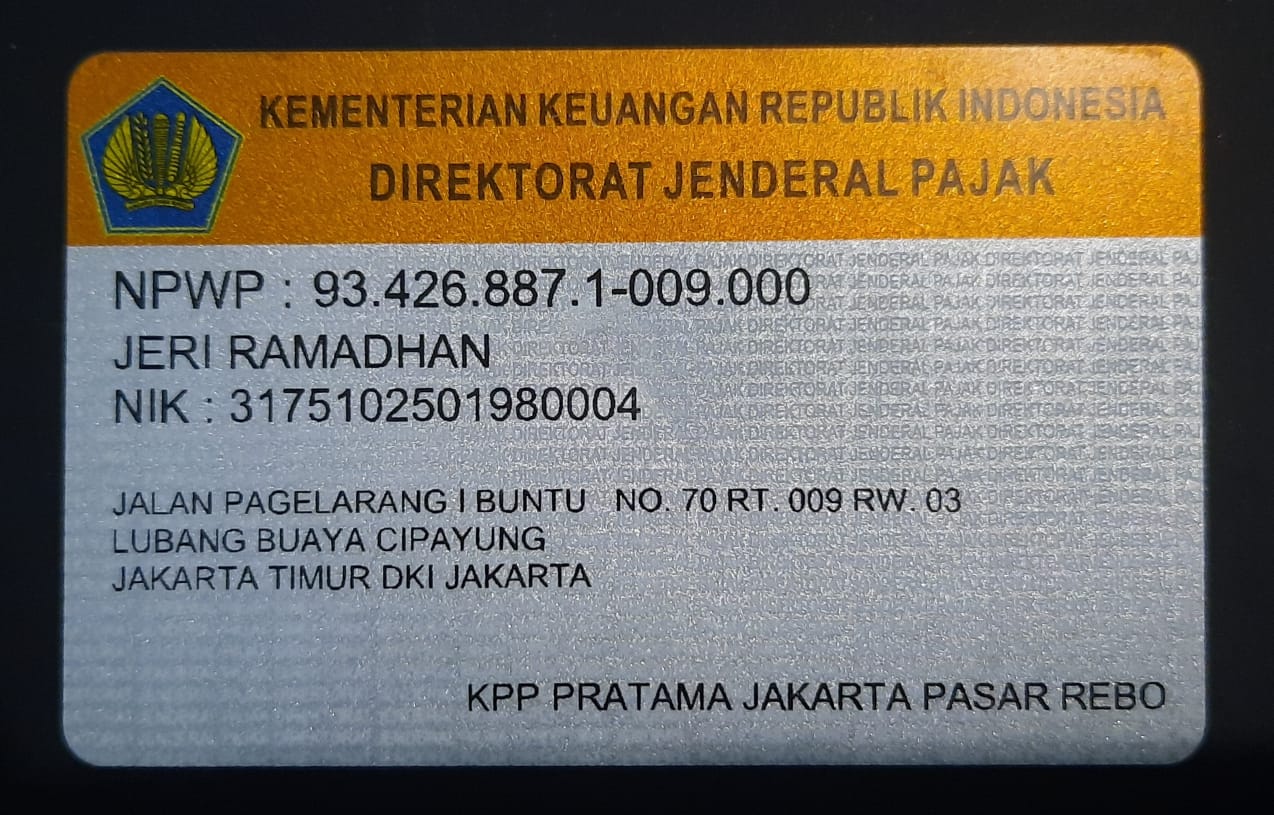 KEMENTERIAN KEUANGAN REPUBLIK INDONESIA
DIREKTORAT JENDERAL PAJAK
NPWP : 93.426.887.1-009.000
JERI RAMADHAN
NIK : 3175102501980004
JALAN PAGELARANG I BUNTU NO. 70 RT. 009 RW. 03
LUBANG BUAYA CIPAYUNG
JAKARTA TIMUR DKI JAKARTA
KPP PRATAMA JAKARTA PASAR REBO